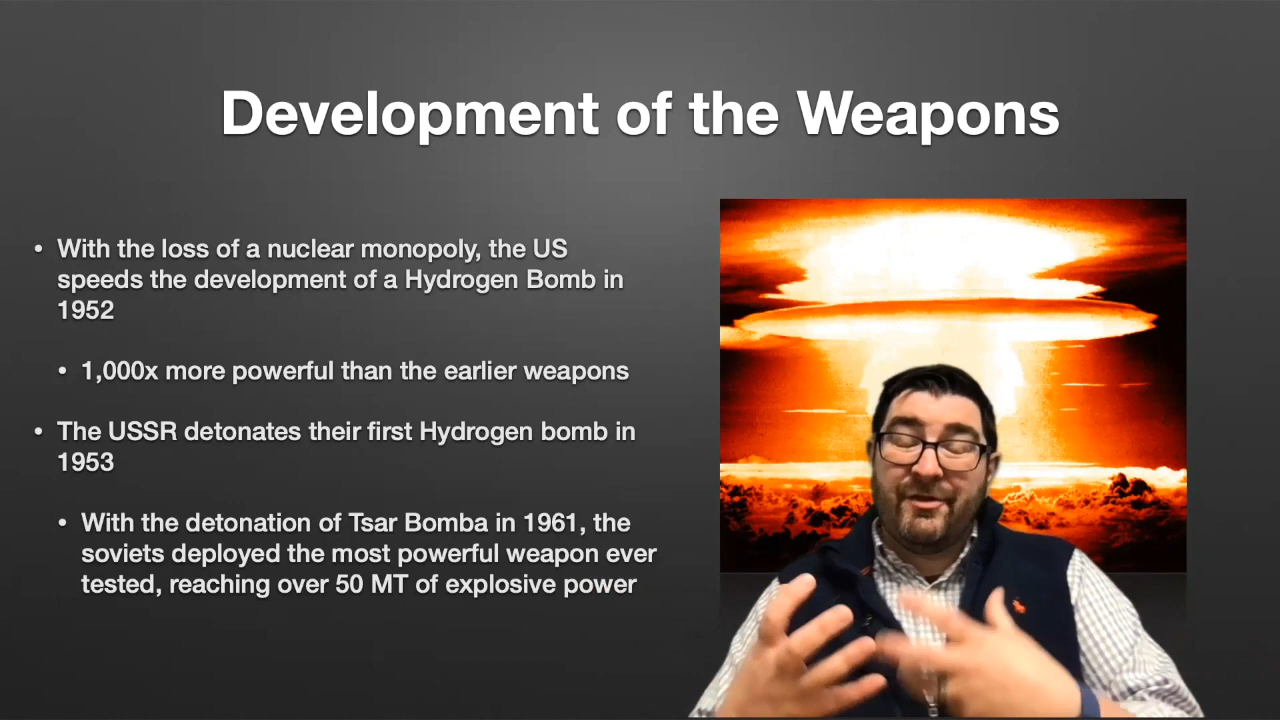 Development of the Weapons
• With the loss of a nuclear monopoly, the US
speeds the development of a Hydrogen Bomb in
1952
• 1,000x more powerful than the earlier weapons
• The USSR detonates their first Hydrogen bomb in
1953
• With the detonation of Tsar Bomba in 1961, the
soviets deployed the most powerful weapon ever
tested, reaching over 50 MT of explosive power